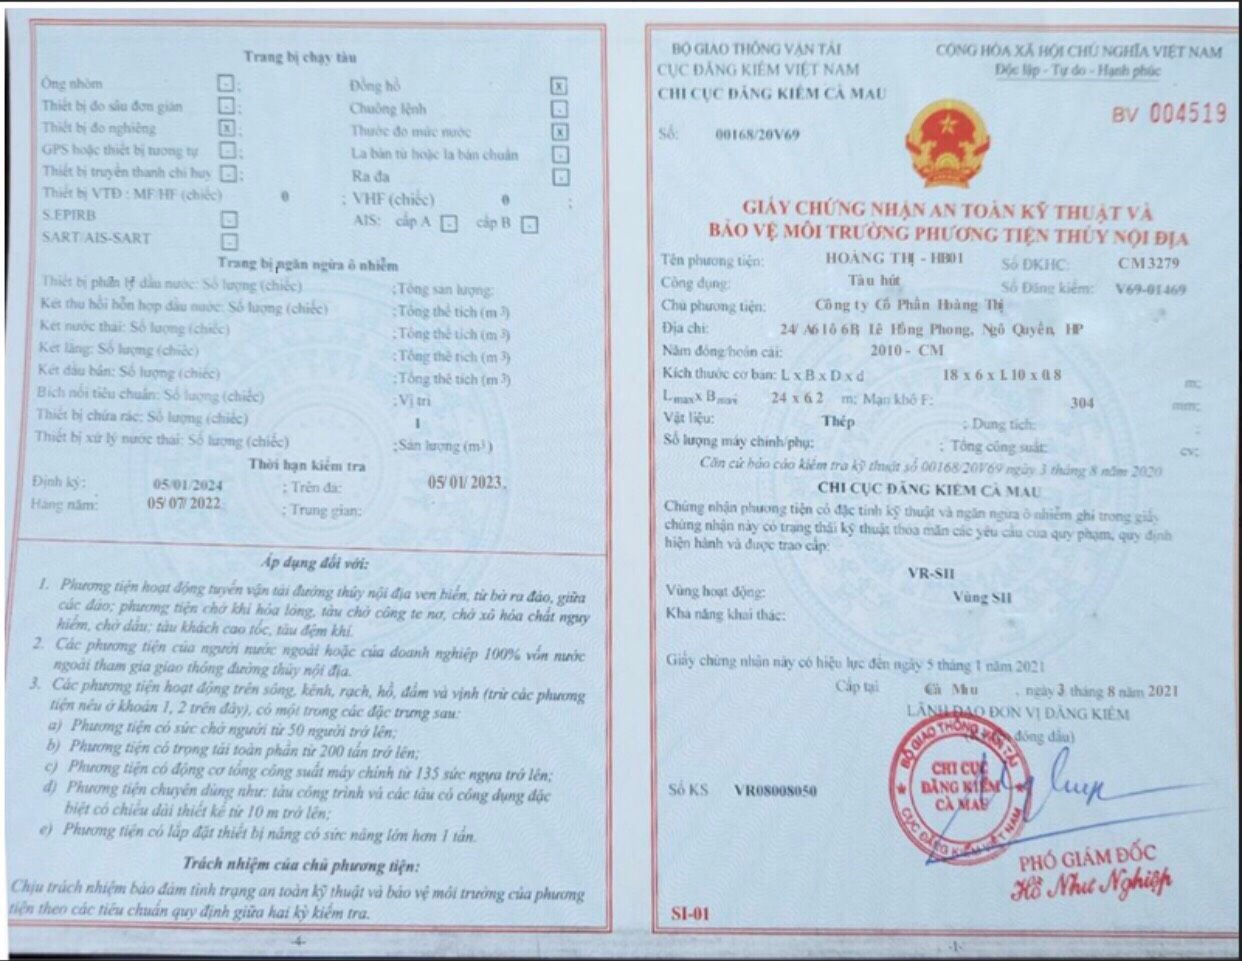 Trang bị chạy tàu
Ống nhòm - ; Đồng hồ x
Thiết bị đo sâu đơn giản - ; Chuông lệnh -
Thiết bị đo nghiêng x ; Thước đo mức nước x
GPS hoặc thiết bị tương tự - ; La bàn từ hoặc la bàn chuẩn -
Thiết bị truyền thanh chỉ huy - ; Ra đa -
Thiết bị VTĐ : MF/HF (chiếc) 0 ; VHF (chiếc) 0 ;
S.EPIRB - AIS: cấp A - cấp B -
SART/AIS-SART -
Trang bị ngăn ngừa ô nhiễm
Thiết bị phân ly dầu nước: Số lượng (chiếc) ;Tổng sản lượng:
Két thu hồi hỗn hợp dầu nước: Số lượng (chiếc) ;Tổng thể tích (m³)
Két nước thải: Số lượng (chiếc) ;Tổng thể tích (m³)
Két lắng: Số lượng (chiếc) ;Tổng thể tích (m³)
Két dầu bẩn: Số lượng (chiếc) ;Tổng thể tích (m³)
Bích nối tiêu chuẩn: Số lượng (chiếc) ;Vị trí
Thiết bị chứa rác: Số lượng (chiếc) 1
Thiết bị xử lý nước thải: Số lượng (chiếc) ;Sản lượng (m³)
Thời hạn kiểm tra
Định kỳ: 05/01/2024 ; Trên đà: 05/01/2023.
Hàng năm: 05/07/2022 ; Trung gian:
Áp dụng đối với:
1. Phương tiện hoạt động tuyến vận tải đường thủy nội địa ven biển, từ bờ ra đảo, giữa
các đảo; phương tiện chở khí hóa lỏng, tàu chở công te nơ, chở xô hóa chất nguy
hiểm, chở dầu; tàu khách cao tốc, tàu đệm khí.
2. Các phương tiện của người nước ngoài hoặc của doanh nghiệp 100% vốn nước
ngoài tham gia giao thông đường thủy nội địa.
3. Các phương tiện hoạt động trên sông, kênh, rạch, hồ, đầm và vịnh (trừ các phương
tiện nêu ở khoản 1, 2 trên đây), có một trong các đặc trưng sau:
a) Phương tiện có sức chở người từ 50 người trở lên;
b) Phương tiện có trọng tải toàn phần từ 200 tấn trở lên;
c) Phương tiện có động cơ tổng công suất máy chính từ 135 sức ngựa trở lên;
d) Phương tiện chuyên dùng như: tàu công trình và các tàu có công dụng đặc
biệt có chiều dài thiết kế từ 10 m trở lên;
e) Phương tiện có lắp đặt thiết bị nâng có sức nâng lớn hơn 1 tấn.
Trách nhiệm của chủ phương tiện:
Chịu trách nhiệm bảo đảm tình trạng an toàn kỹ thuật và bảo vệ môi trường của phương
tiện theo các tiêu chuẩn quy định giữa hai kỳ kiểm tra.
-4-
BỘ GIAO THÔNG VẬN TẢI
CỤC ĐĂNG KIỂM VIỆT NAM
CHI CỤC ĐĂNG KIỂM CÀ MAU
CỘNG HÒA XÃ HỘI CHỦ NGHĨA VIỆT NAM
Độc lập - Tự do - Hạnh phúc
BV 004519
Số: 00168/20V69
GIẤY CHỨNG NHẬN AN TOÀN KỸ THUẬT VÀ
BẢO VỆ MÔI TRƯỜNG PHƯƠNG TIỆN THỦY NỘI ĐỊA
Tên phương tiện: HOÀNG THỊ - HB01 Số ĐKHC: CM3279
Công dụng: Tàu hút Số Đăng kiểm: V69-01469
Chủ phương tiện: Công ty Cổ Phần Hoàng Thị
Địa chỉ: 24/ A6 lô 6B Lê Hồng Phong, Ngô Quyền, HP
Năm đóng/hoán cải: 2010 - CM
Kích thước cơ bản: L x B x D x d 18 x 6 x 1.10 x 0.8 m;
Lmax x Bmax 24 x 6.2 m; Mạn khô F: 304 mm;
Vật liệu: Thép ; Dung tích: ;
Số lượng máy chính/phụ: ; Tổng công suất: cv;
Căn cứ báo cáo kiểm tra kỹ thuật số 00168/20V69 ngày 3 tháng 8 năm 2020
CHI CỤC ĐĂNG KIỂM CÀ MAU
Chứng nhận phương tiện có đặc tính kỹ thuật và ngăn ngừa ô nhiễm ghi trong giấy
chứng nhận này có trạng thái kỹ thuật thỏa mãn các yêu cầu của quy phạm, quy định
hiện hành và được trao cấp:
VR-SII
Vùng hoạt động: Vùng SII
Khả năng khai thác:
Giấy chứng nhận này có hiệu lực đến ngày 5 tháng 1 năm 2021
Cấp tại Cà Mau , ngày 3 tháng 8 năm 2021
LÃNH ĐẠO ĐƠN VỊ ĐĂNG KIỂM
đóng dấu)
BỘ GIAO THÔNG VẬN TẢI
CHI CỤC
ĐĂNG KIỂM
CÀ MAU
CỤC ĐĂNG KIỂM VIỆT NAM
Số KS VR08008050
PHÓ GIÁM ĐỐC
Hồ Như Nghiệp
SI-01
-1-